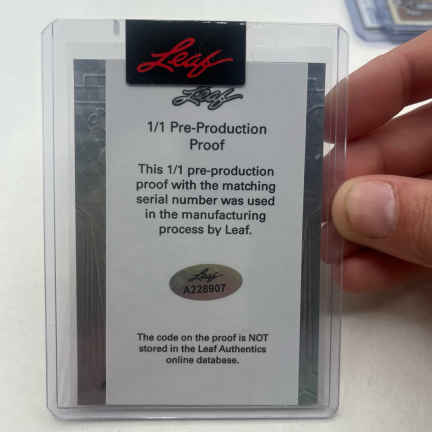 Leaf
Leaf
1/1 Pre-Production
Proof
This 1/1 pre-production
proof with the matching
serial number was used
in the manufacturing
process by Leaf.
Leaf
A228907
The code on the proof is NOT
stored in the Leaf Authentics
online database.